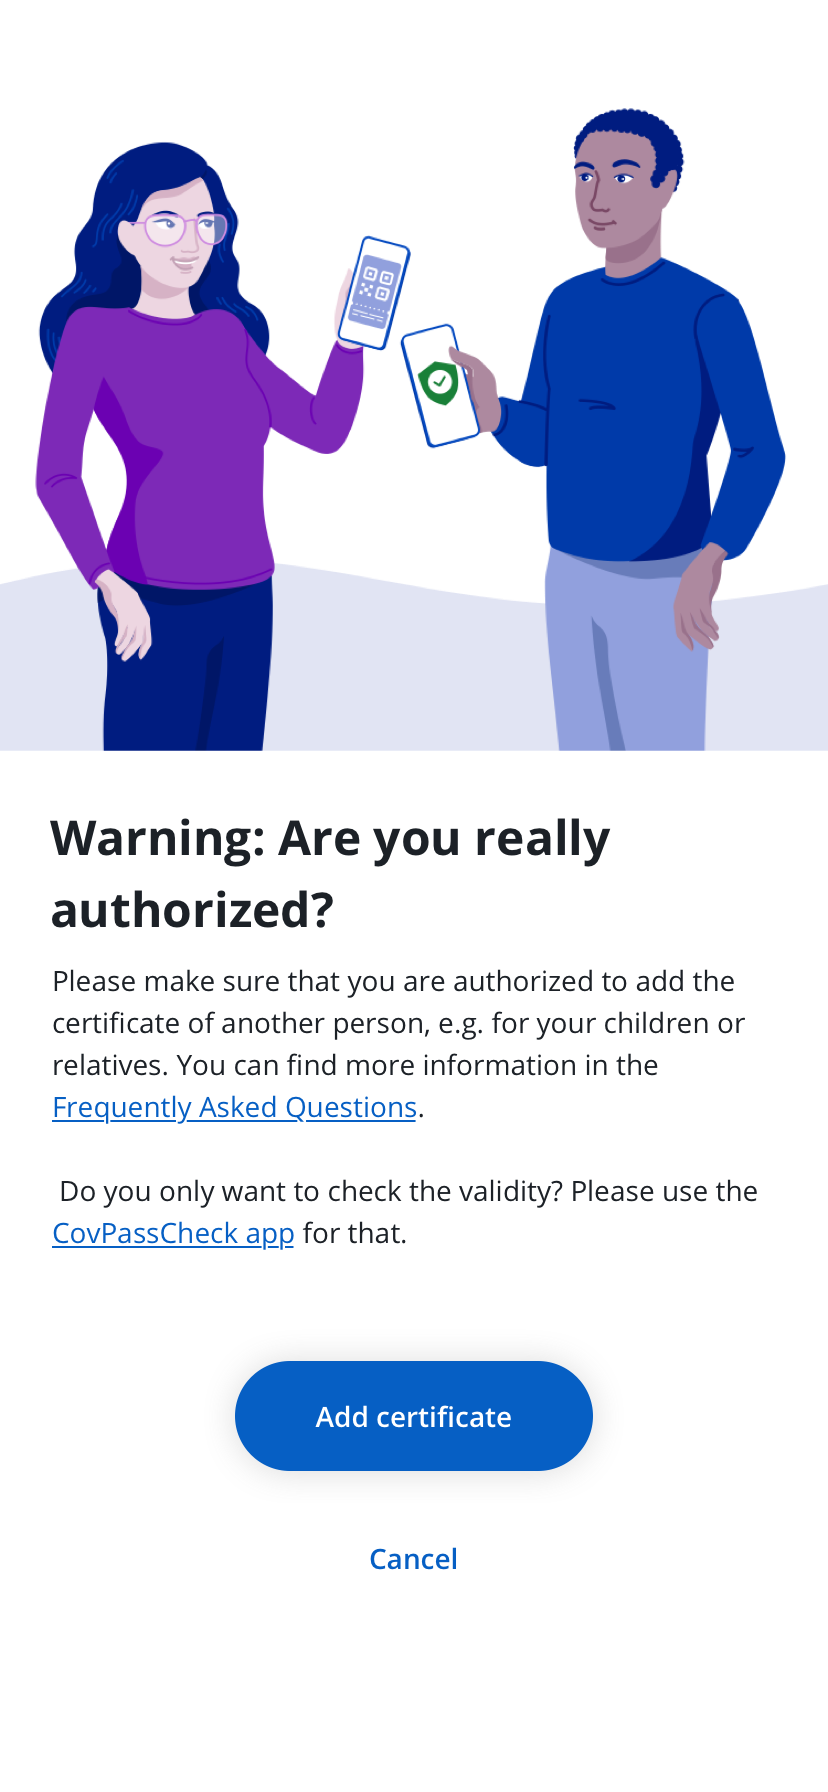 Warning: Are you really
authorized?
Please make sure that you are authorized to add the
certificate of another person, e.g. for your children or
relatives. You can find more information in the
Frequently Asked Questions.
Do you only want to check the validity? Please use the
CovPassCheck app for that.
Add certificate
Cancel